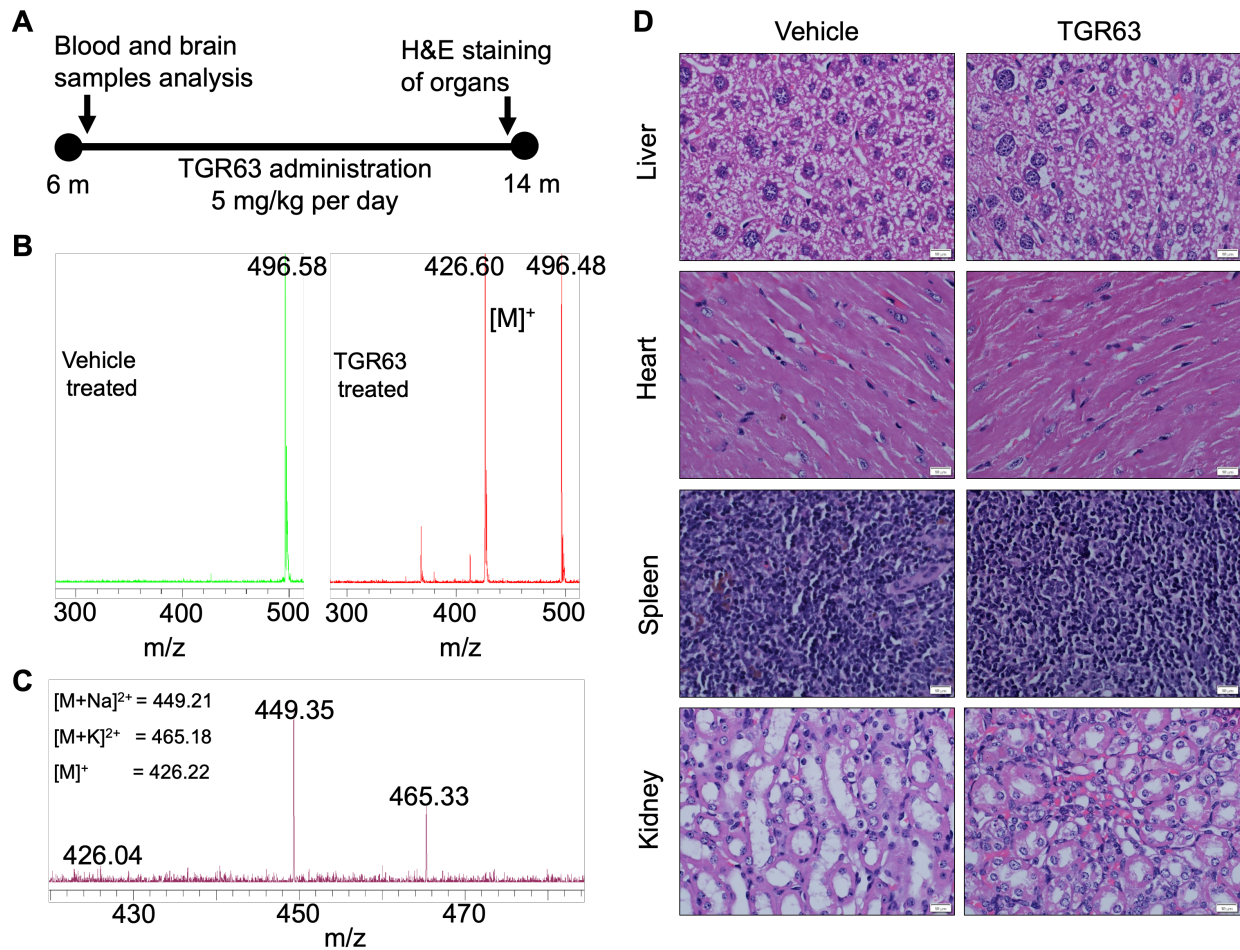 A
Blood and brain
samples analysis
H&E staining
of organs
6 m
TGR63 administration
5 mg/kg per day
14 m
B
496.58
Vehicle
treated
300
400
500
m/z
426.60
496.48
[M]⁺
TGR63
treated
300
400
500
m/z
C
[M+Na]²⁺ = 449.21
[M+K]²⁺ = 465.18
[M]⁺ = 426.22
426.04
449.35
465.33
430
450
470
m/z
D
Vehicle
TGR63
Liver
Heart
Spleen
Kidney